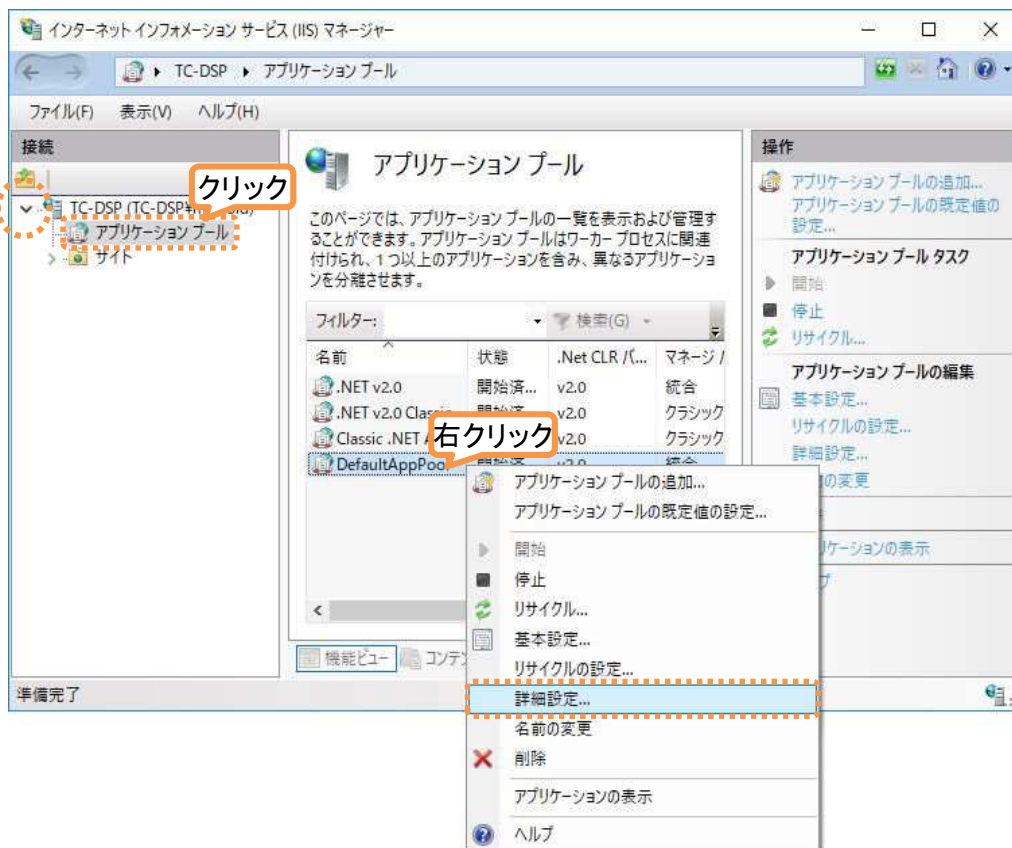 インターネット インフォメーション サービス (IIS) マネージャー
TC-DSP アプリケーション プール
ファイル(F) 表示(V) ヘルプ(H)
接続
クリック
TC-DSP (TC-DSP¥
アプリケーション プール
サイト
アプリケーション プール
このページでは、アプリケーション プールの一覧を表示および管理す
ることができます。アプリケーション プールはワーカー プロセスに関連
付けられ、1 つ以上のアプリケーションを含み、異なるアプリケーショ
ンを分離させます。
フィルター: 検索(G)
名前 状態 .Net CLR バ... マネージ
.NET v2.0 開始済... v2.0 統合
.NET v2.0 Classic 開始済 v2.0 クラシック
Classic .NET v2.0 クラシック
右クリック
DefaultAppPool 開始済 v2.0 統合
アプリケーション プールの追加...
アプリケーション プールの既定値の設定...
開始
停止
リサイクル...
基本設定...
リサイクルの設定...
詳細設定...
名前の変更
削除
アプリケーションの表示
ヘルプ
機能ビュー コンテン
準備完了
操作
アプリケーション プールの追加...
アプリケーション プールの既定値の
設定...
アプリケーション プール タスク
開始
停止
リサイクル...
アプリケーション プールの編集
基本設定...
リサイクルの設定...
詳細設定...
の変更
ケーションの表示